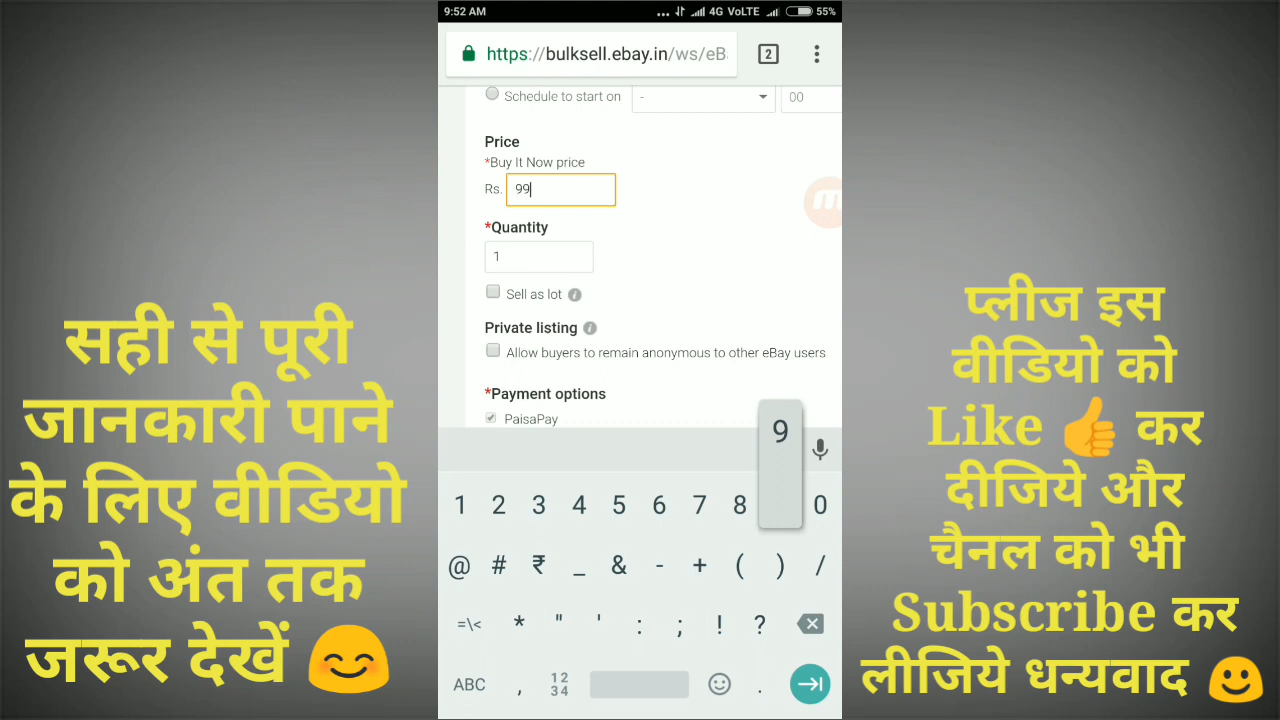 सही से पूरी
जानकारी पाने
के लिए वीडियो
को अंत तक
जरूर देखें 😊
9:52 AM
... 4G VoLTE 55%
https://bulksell.ebay.in/ws/eB
2
Schedule to start on - 00
Price
*Buy It Now price
Rs. 99
*Quantity
1
Sell as lot i
Private listing i
Allow buyers to remain anonymous to other eBay users
*Payment options
PaisaPay
9
1 2 3 4 5 6 7 8 0
@ # ₹ _ & - + ( ) /
=\< * " ' : ; ! ?
ABC , 12 34 .
प्लीज इस
वीडियो को
Like 👍 कर
दीजिये और
चैनल को भी
Subscribe कर
लीजिये धन्यवाद 🙂